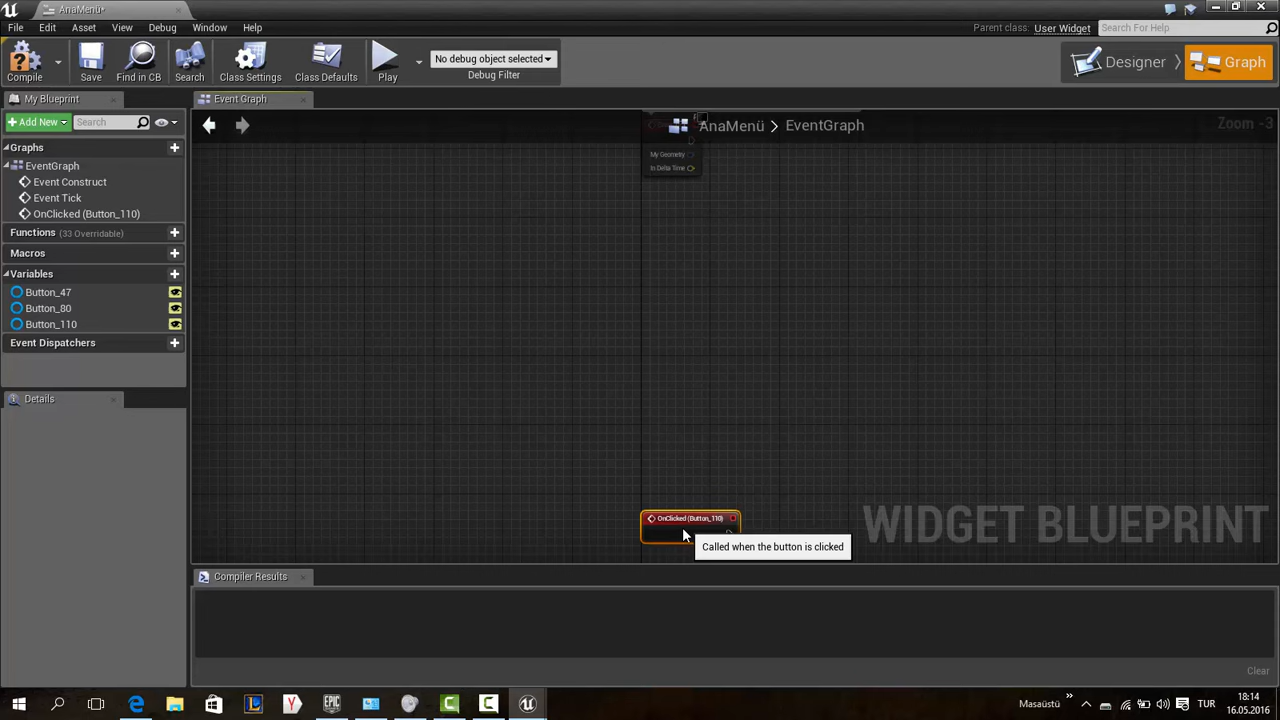 AnaMenü*
File Edit Asset View Debug Window Help
Parent class: User Widget
Search For Help
Compile Save Find in CB Search Class Settings Class Defaults Play
No debug object selected
Debug Filter
Designer
Graph
My Blueprint
Event Graph
Add New
Search
AnaMenü > EventGraph
Zoom -3
Graphs
EventGraph
Event Construct
Event Tick
OnClicked (Button_110)
Functions (33 Overridable)
Macros
Variables
Button_47
Button_80
Button_110
Event Dispatchers
Details
My Geometry
In Delta Time
OnClicked (Button_110)
Called when the button is clicked
WIDGET BLUEPRINT
Compiler Results
Clear
Masaüstü
TUR
18:14
16.05.2016